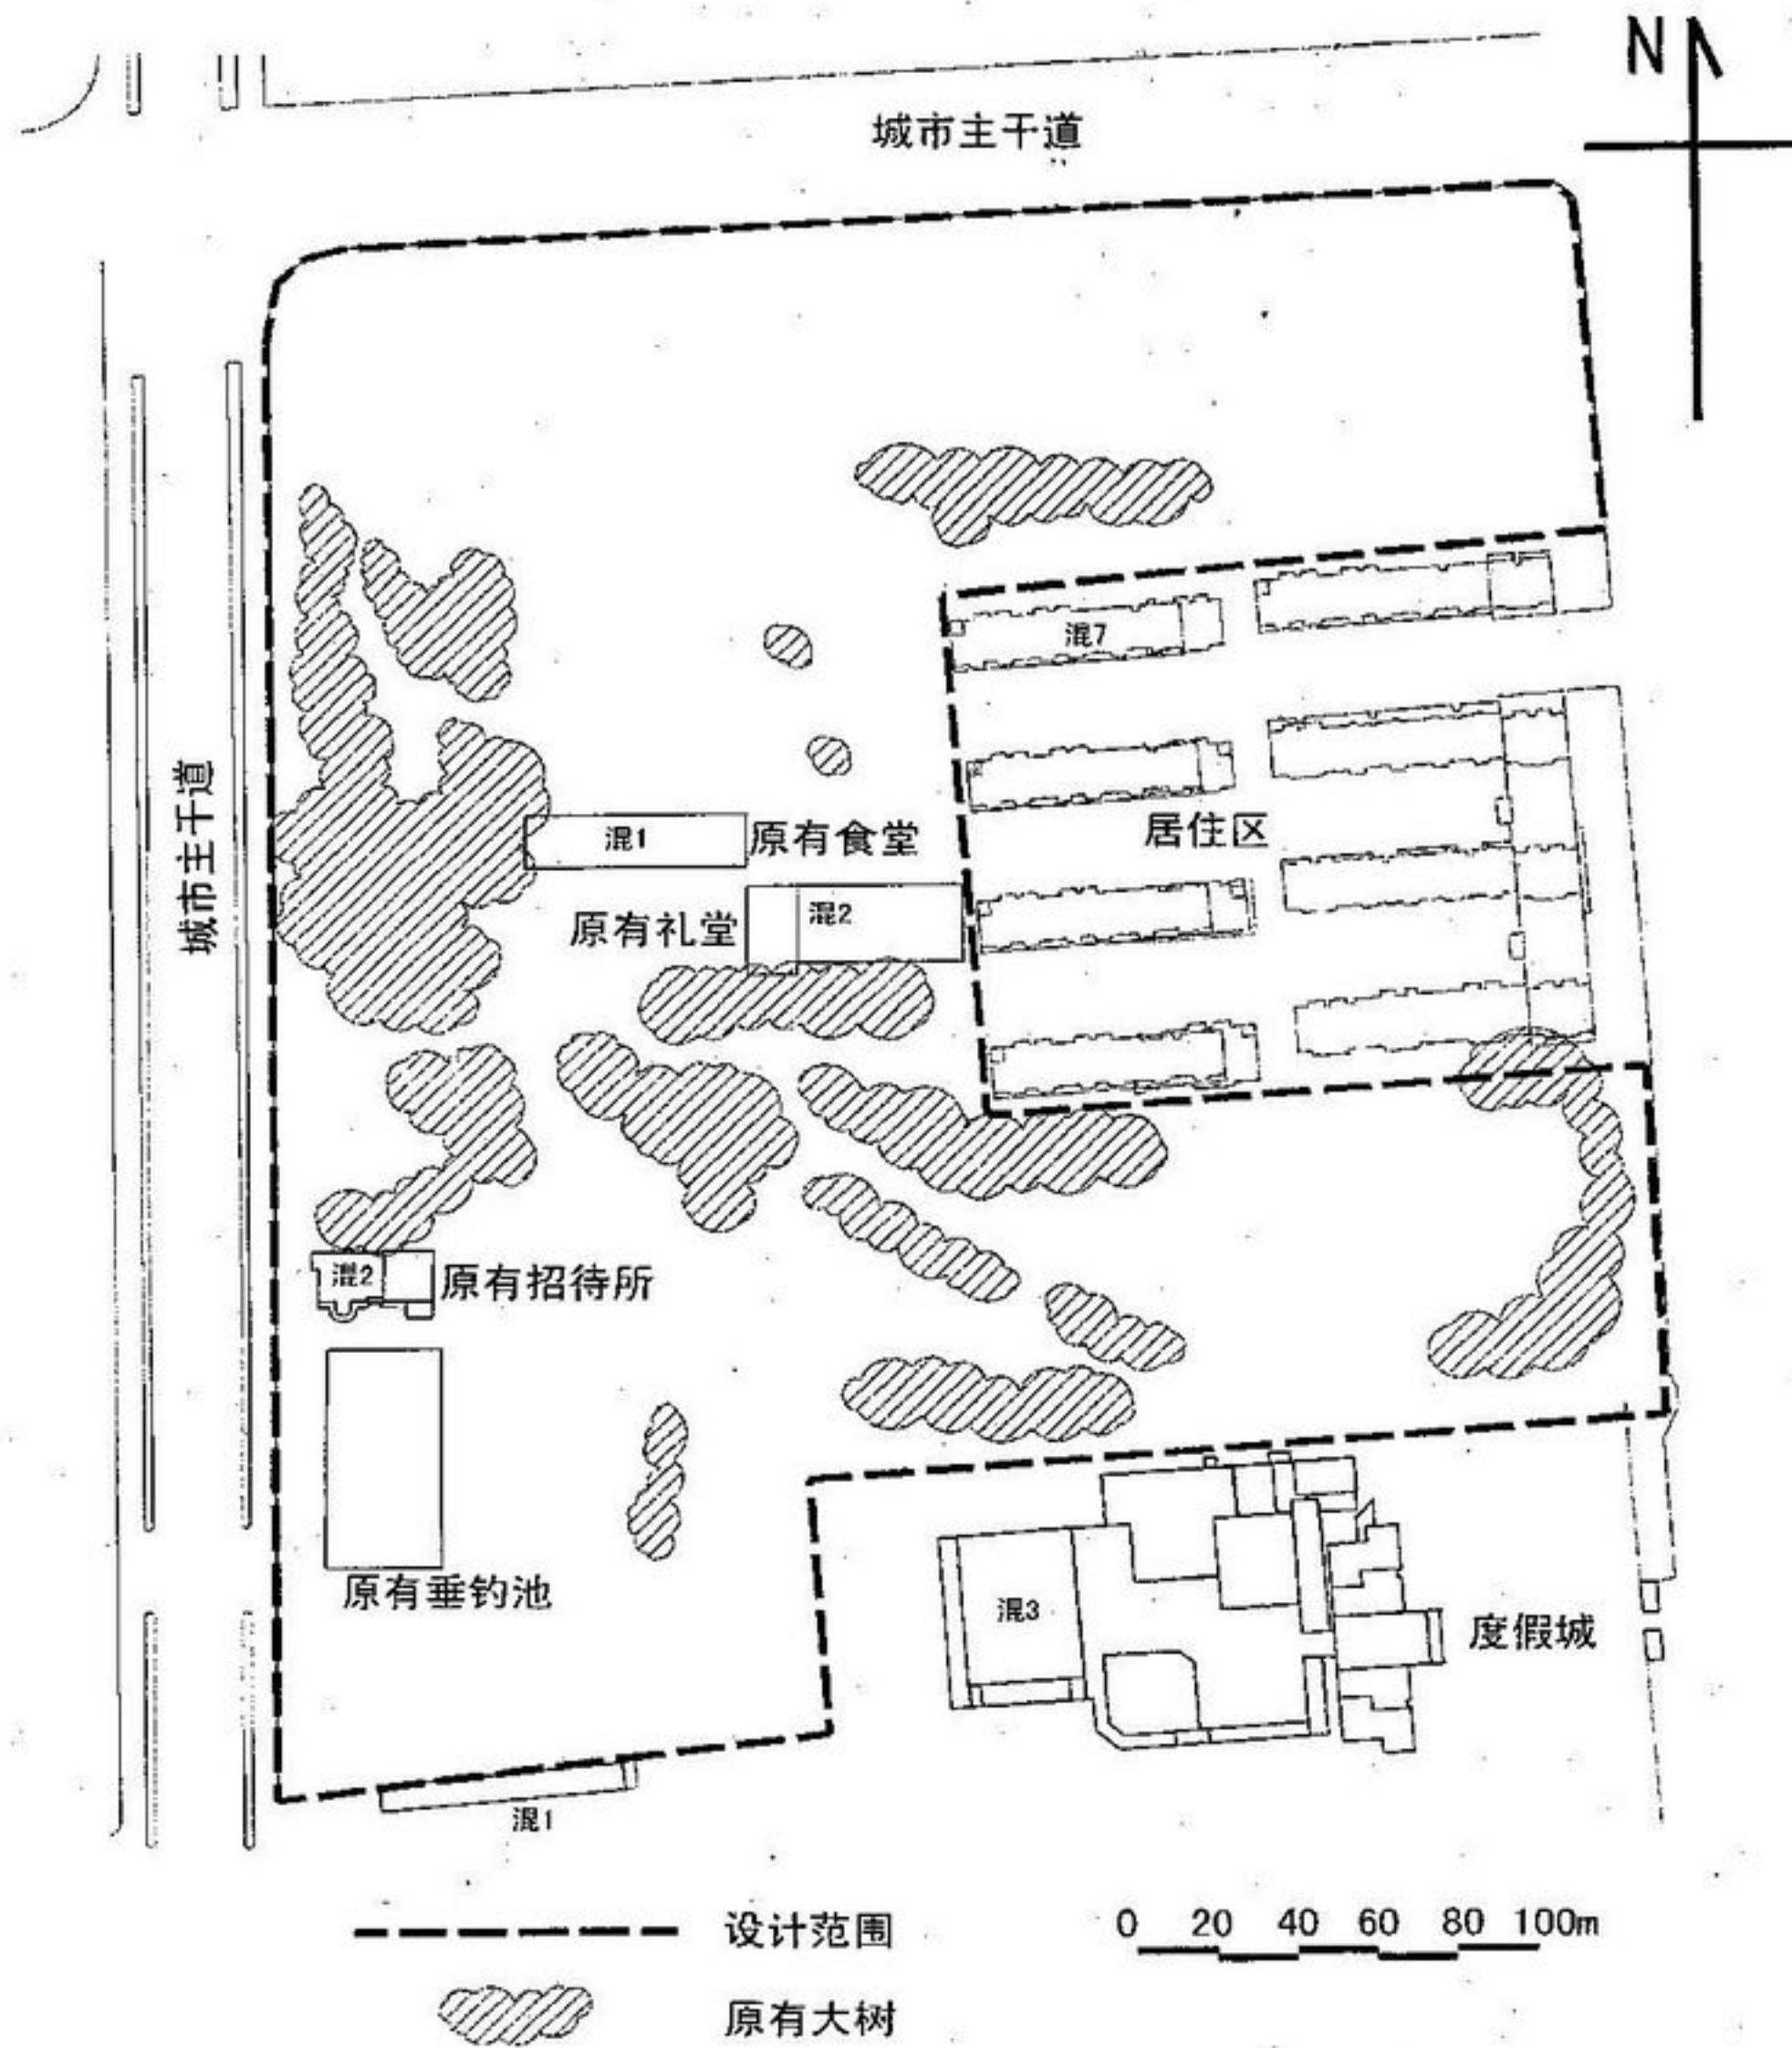 N
城市主干道
混7
城市主干道
混1
原有食堂
居住区
原有礼堂
混2
混2
原有招待所
原有垂钓池
混3
度假城
混1
设计范围
0 20 40 60 80 100m
原有大树